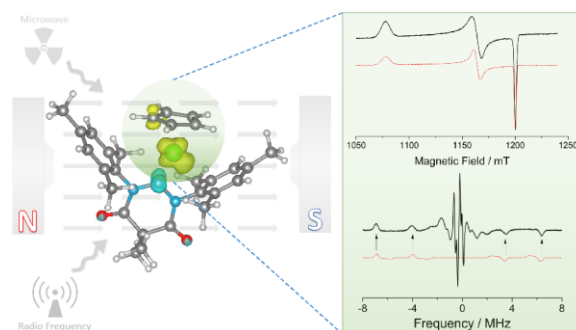 Microwave
N
S
Radio Frequency
1050 1100 1150 1200 1250
Magnetic Field / mT
-8 -4 0 4 8
Frequency / MHz